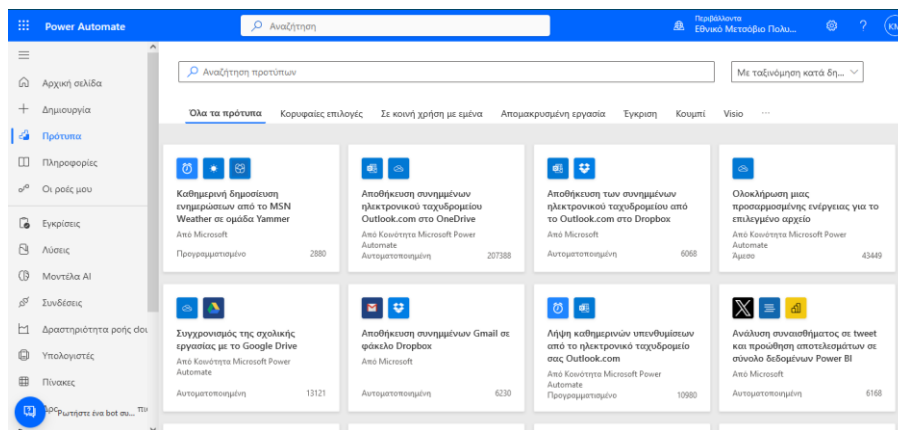 Power Automate
Αναζήτηση
Περιβάλλοντα
Εθνικό Μετσόβιο Πολυ...
?
KN
Αρχική σελίδα
Δημιουργία
Πρότυπα
Πληροφορίες
Οι ροές μου
Εγκρίσεις
Λύσεις
Μοντέλα AI
Συνδέσεις
Δραστηριότητα ροής clou
Υπολογιστές
Πίνακες
Ρωτήστε ένα bot συ...
Αναζήτηση προτύπων
Με ταξινόμηση κατά δη...
Όλα τα πρότυπα Κορυφαίες επιλογές Σε κοινή χρήση με εμένα Απομακρυσμένη εργασία Έγκριση Κουμπί Visio ...
Καθημερινή δημοσίευση
ενημερώσεων από το MSN
Weather σε ομάδα Yammer
Από Microsoft
Προγραμματισμένο 2880
Αποθήκευση συνημμένων
ηλεκτρονικού ταχυδρομείου
Outlook.com στο OneDrive
Από Κοινότητα Microsoft Power
Automate
Αυτοματοποιημένη 207388
Αποθήκευση των συνημμένων
ηλεκτρονικού ταχυδρομείου από
το Outlook.com στο Dropbox
Από Microsoft
Αυτοματοποιημένη 6068
Ολοκλήρωση μιας
προσαρμοσμένης ενέργειας για το
επιλεγμένο αρχείο
Από Κοινότητα Microsoft Power
Automate
Άμεσο 43449
Συγχρονισμός της σχολικής
εργασίας με το Google Drive
Από Κοινότητα Microsoft Power
Automate
Αυτοματοποιημένη 13121
Αποθήκευση συνημμένων Gmail σε
φάκελο Dropbox
Από Microsoft
Αυτοματοποιημένη 6230
Λήψη καθημερινών υπενθυμίσεων
από το ηλεκτρονικό ταχυδρομείο
σας Outlook.com
Από Κοινότητα Microsoft Power
Automate
Προγραμματισμένο 10980
Ανάλυση συναισθήματος σε tweet
και προώθηση αποτελεσμάτων σε
σύνολο δεδομένων Power BI
Από Microsoft
Αυτοματοποιημένη 6168